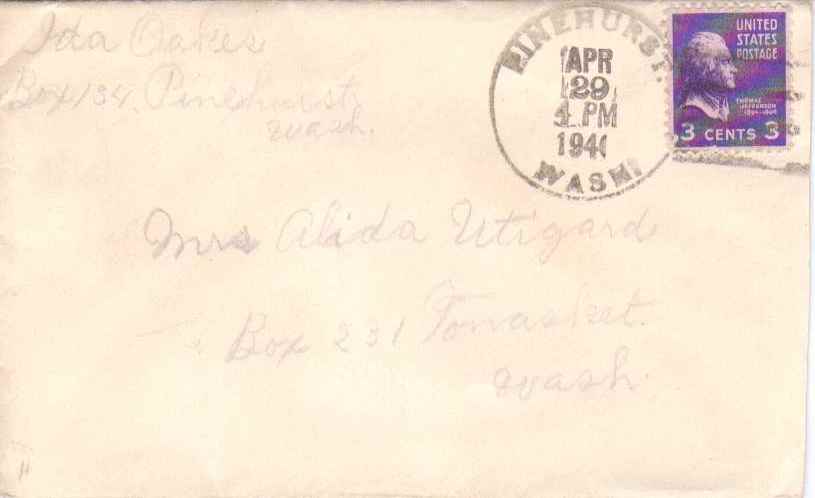 Ida Oakes
Box 134 Pinehurst
Wash.
PINEHURST.
APR
29
4 PM
194
WASH
UNITED
STATES
POSTAGE
THOMAS
JEFFERSON
3 CENTS 3
Mrs Alida Utigard
Box 231 Tonasket.
Wash.